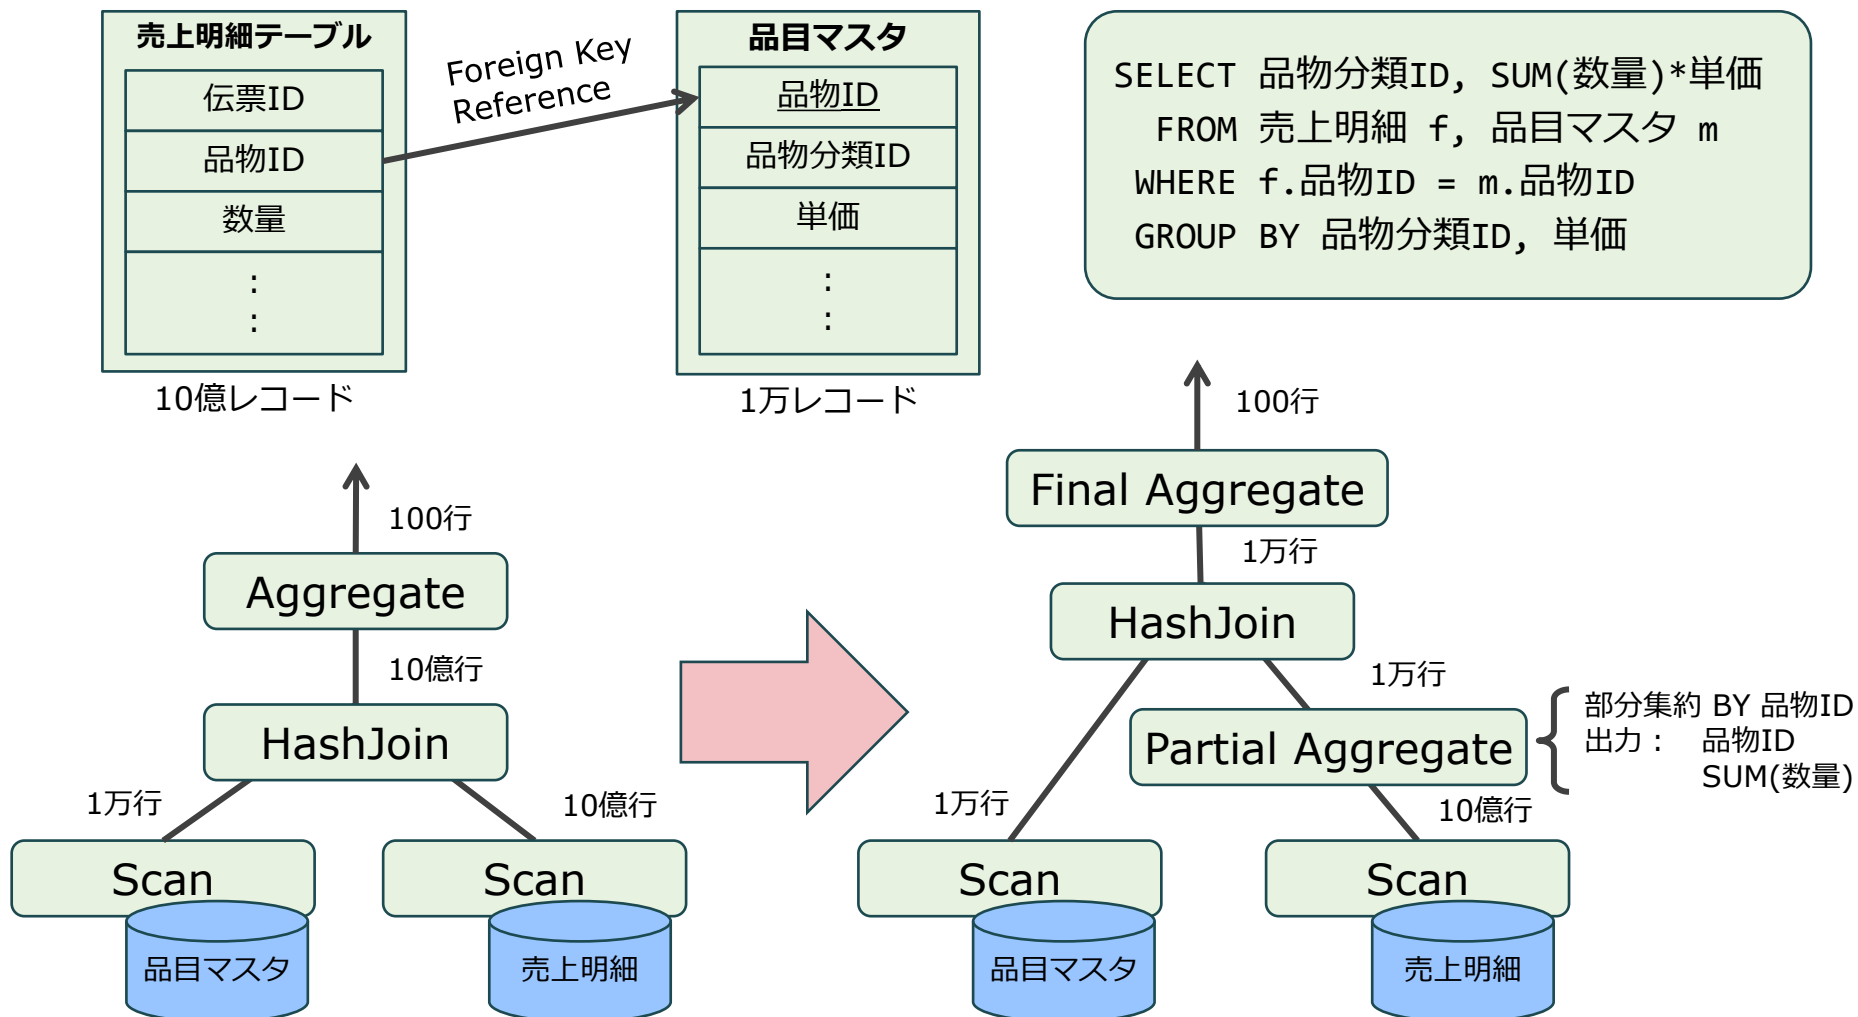 売上明細テーブル
伝票ID
品物ID
数量
:
:
10億レコード
Foreign Key
Reference
品目マスタ
品物ID
品物分類ID
単価
:
:
1万レコード
SELECT 品物分類ID, SUM(数量)*単価
FROM 売上明細 f, 品目マスタ m
WHERE f.品物ID = m.品物ID
GROUP BY 品物分類ID, 単価
100行
Aggregate
10億行
HashJoin
1万行
10億行
Scan
Scan
品目マスタ
売上明細
100行
Final Aggregate
1万行
HashJoin
1万行
Partial Aggregate
部分集約 BY 品物ID
出力： 品物ID
SUM(数量)
1万行
10億行
Scan
Scan
品目マスタ
売上明細